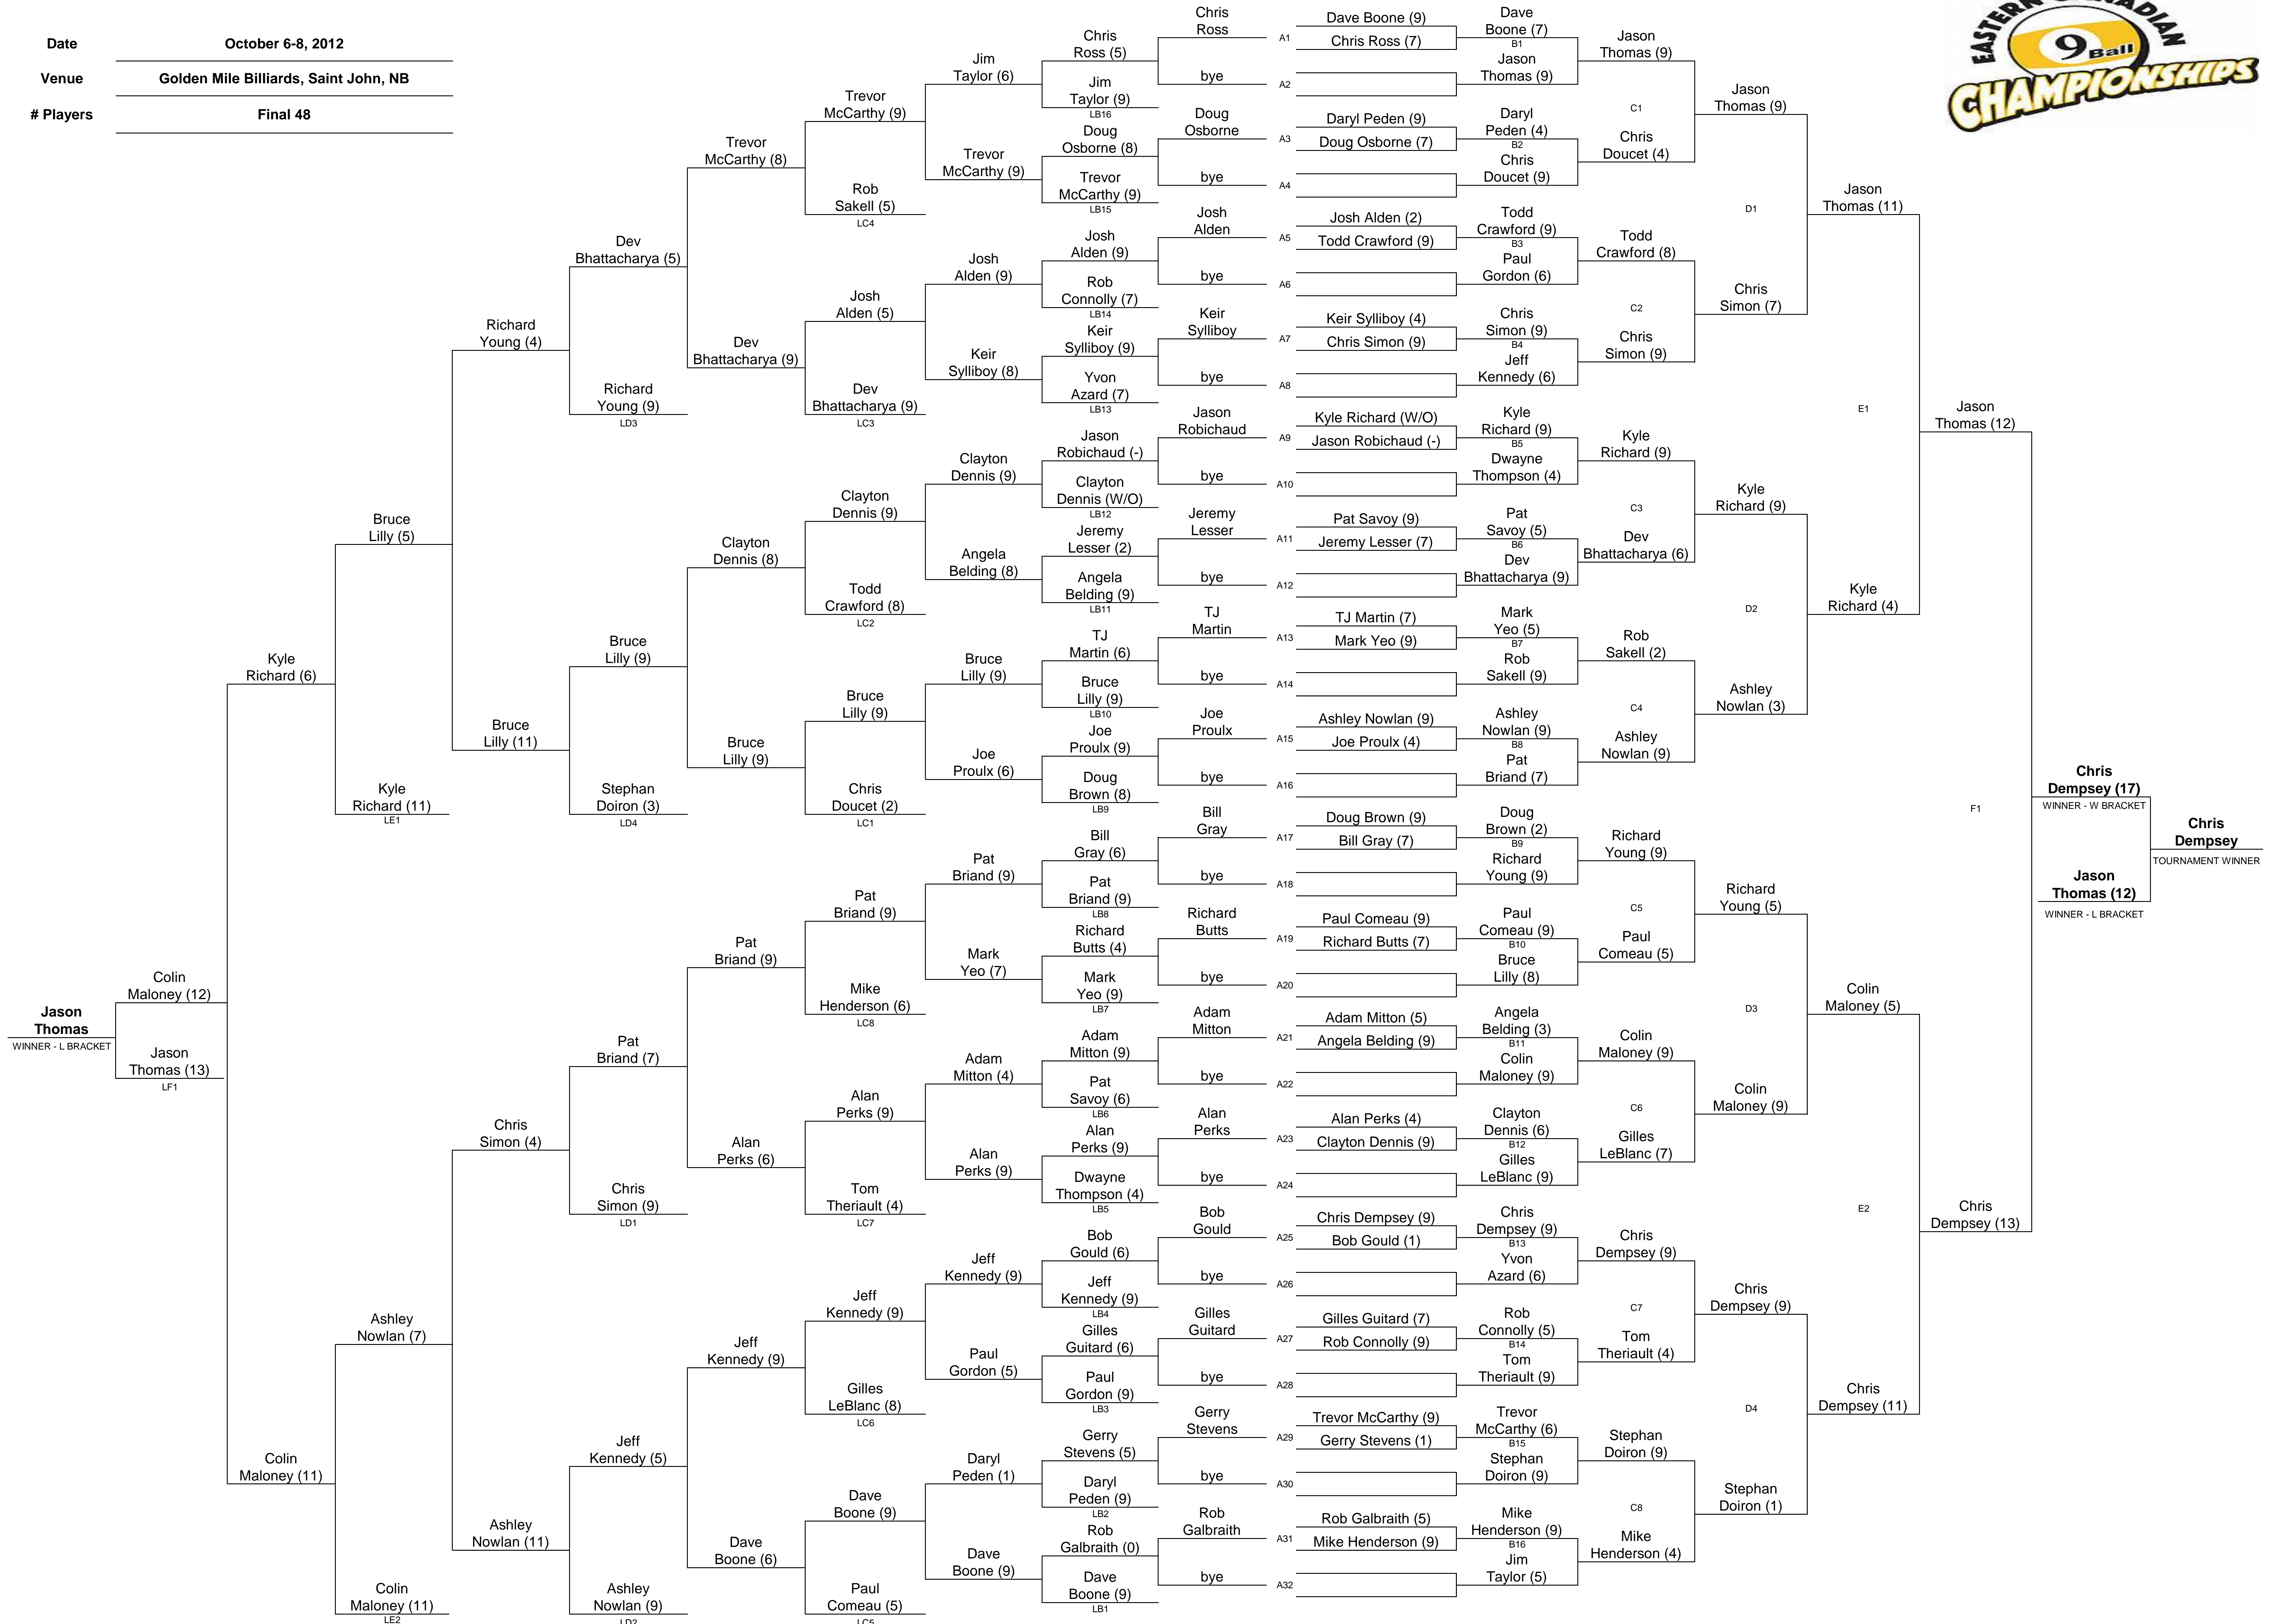 EASTERN CANADIAN
9 Ball
CHAMPIONSHIPS
Date
October 6-8, 2012
Venue
Golden Mile Billiards, Saint John, NB
# Players
Final 48
Jason
Thomas
WINNER - L BRACKET
Colin
Maloney (12)
Jason
Thomas (13)
LF1
Kyle
Richard (6)
Colin
Maloney (11)
Bruce
Lilly (5)
Kyle
Richard (11)
LE1
Ashley
Nowlan (7)
Colin
Maloney (11)
LE2
Richard
Young (4)
Bruce
Lilly (11)
Chris
Simon (4)
Ashley
Nowlan (11)
Dev
Bhattacharya (5)
Richard
Young (9)
LD3
Bruce
Lilly (9)
Stephan
Doiron (3)
LD4
Pat
Briand (7)
Chris
Simon (9)
LD1
Jeff
Kennedy (5)
Ashley
Nowlan (9)
LD2
Trevor
McCarthy (8)
Dev
Bhattacharya (9)
Clayton
Dennis (8)
Bruce
Lilly (9)
Pat
Briand (9)
Alan
Perks (6)
Jeff
Kennedy (9)
Dave
Boone (6)
Trevor
McCarthy (9)
Rob
Sakell (5)
LC4
Josh
Alden (5)
Dev
Bhattacharya (9)
LC3
Clayton
Dennis (9)
Todd
Crawford (8)
LC2
Bruce
Lilly (9)
Chris
Doucet (2)
LC1
Pat
Briand (9)
Mike
Henderson (6)
LC8
Alan
Perks (9)
Tom
Theriault (4)
LC7
Jeff
Kennedy (9)
Gilles
LeBlanc (8)
LC6
Dave
Boone (9)
Paul
Comeau (5)
LC5
Jim
Taylor (6)
Trevor
McCarthy (9)
Josh
Alden (9)
Keir
Sylliboy (8)
Clayton
Dennis (9)
Angela
Belding (8)
Bruce
Lilly (9)
Joe
Proulx (6)
Pat
Briand (9)
Mark
Yeo (7)
Adam
Mitton (4)
Alan
Perks (9)
Jeff
Kennedy (9)
Paul
Gordon (5)
Daryl
Peden (1)
Dave
Boone (9)
Chris
Ross (5)
Jim
Taylor (9)
LB16
Doug
Osborne (8)
Trevor
McCarthy (9)
LB15
Josh
Alden (9)
Rob
Connolly (7)
LB14
Keir
Sylliboy (9)
Yvon
Azard (7)
LB13
Jason
Robichaud (-)
Clayton
Dennis (W/O)
LB12
Jeremy
Lesser (2)
Angela
Belding (9)
LB11
TJ
Martin (6)
Bruce
Lilly (9)
LB10
Joe
Proulx (9)
Doug
Brown (8)
LB9
Bill
Gray (6)
Pat
Briand (9)
LB8
Richard
Butts (4)
Mark
Yeo (9)
LB7
Adam
Mitton (9)
Pat
Savoy (6)
LB6
Alan
Perks (9)
Dwayne
Thompson (4)
LB5
Bob
Gould (6)
Jeff
Kennedy (9)
LB4
Gilles
Guitard (6)
Paul
Gordon (9)
LB3
Gerry
Stevens (5)
Daryl
Peden (9)
LB2
Rob
Galbraith (0)
Dave
Boone (9)
LB1
Chris
Ross
A1
bye
A2
Doug
Osborne
A3
bye
A4
Josh
Alden
A5
bye
A6
Keir
Sylliboy
A7
bye
A8
Jason
Robichaud
A9
bye
A10
Jeremy
Lesser
A11
bye
A12
TJ
Martin
A13
bye
A14
Joe
Proulx
A15
bye
A16
Bill
Gray
A17
bye
A18
Richard
Butts
A19
bye
A20
Adam
Mitton
A21
bye
A22
Alan
Perks
A23
bye
A24
Bob
Gould
A25
bye
A26
Gilles
Guitard
A27
bye
A28
Gerry
Stevens
A29
bye
A30
Rob
Galbraith
A31
bye
A32
Dave Boone (9)
Chris Ross (7)
Daryl Peden (9)
Doug Osborne (7)
Josh Alden (2)
Todd Crawford (9)
Keir Sylliboy (4)
Chris Simon (9)
Kyle Richard (W/O)
Jason Robichaud (-)
Pat Savoy (9)
Jeremy Lesser (7)
TJ Martin (7)
Mark Yeo (9)
Ashley Nowlan (9)
Joe Proulx (4)
Doug Brown (9)
Bill Gray (7)
Paul Comeau (9)
Richard Butts (7)
Adam Mitton (5)
Angela Belding (9)
Alan Perks (4)
Clayton Dennis (9)
Chris Dempsey (9)
Bob Gould (1)
Gilles Guitard (7)
Rob Connolly (9)
Trevor McCarthy (9)
Gerry Stevens (1)
Rob Galbraith (5)
Mike Henderson (9)
Dave
Boone (7)
B1
Jason
Thomas (9)
Daryl
Peden (4)
B2
Chris
Doucet (9)
Todd
Crawford (9)
B3
Paul
Gordon (6)
Chris
Simon (9)
B4
Jeff
Kennedy (6)
Kyle
Richard (9)
B5
Dwayne
Thompson (4)
Pat
Savoy (5)
B6
Dev
Bhattacharya (9)
Mark
Yeo (5)
B7
Rob
Sakell (9)
Ashley
Nowlan (9)
B8
Pat
Briand (7)
Doug
Brown (2)
B9
Richard
Young (9)
Paul
Comeau (9)
B10
Bruce
Lilly (8)
Angela
Belding (3)
B11
Colin
Maloney (9)
Clayton
Dennis (6)
B12
Gilles
LeBlanc (9)
Chris
Dempsey (9)
B13
Yvon
Azard (6)
Rob
Connolly (5)
B14
Tom
Theriault (9)
Trevor
McCarthy (6)
B15
Stephan
Doiron (9)
Mike
Henderson (9)
B16
Jim
Taylor (5)
Jason
Thomas (9)
C1
Chris
Doucet (4)
Todd
Crawford (8)
C2
Chris
Simon (9)
Kyle
Richard (9)
C3
Dev
Bhattacharya (6)
Rob
Sakell (2)
C4
Ashley
Nowlan (9)
Richard
Young (9)
C5
Paul
Comeau (5)
Colin
Maloney (9)
C6
Gilles
LeBlanc (7)
Chris
Dempsey (9)
C7
Tom
Theriault (4)
Stephan
Doiron (9)
C8
Mike
Henderson (4)
Jason
Thomas (9)
D1
Chris
Simon (7)
Kyle
Richard (9)
D2
Ashley
Nowlan (3)
Richard
Young (5)
D3
Colin
Maloney (9)
Chris
Dempsey (9)
D4
Stephan
Doiron (1)
Jason
Thomas (11)
E1
Kyle
Richard (4)
Colin
Maloney (5)
E2
Chris
Dempsey (11)
Jason
Thomas (12)
F1
Chris
Dempsey (13)
Chris
Dempsey (17)
WINNER - W BRACKET
Jason
Thomas (12)
WINNER - L BRACKET
Chris
Dempsey
TOURNAMENT WINNER